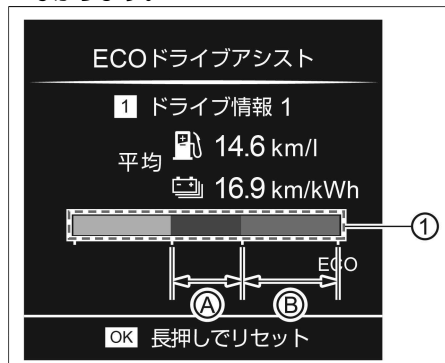 ECOドライブアシスト
1 ドライブ情報 1
平均
14.6 km/l
16.9 km/kWh
①
ECO
Ⓐ Ⓑ
OK 長押しでリセット